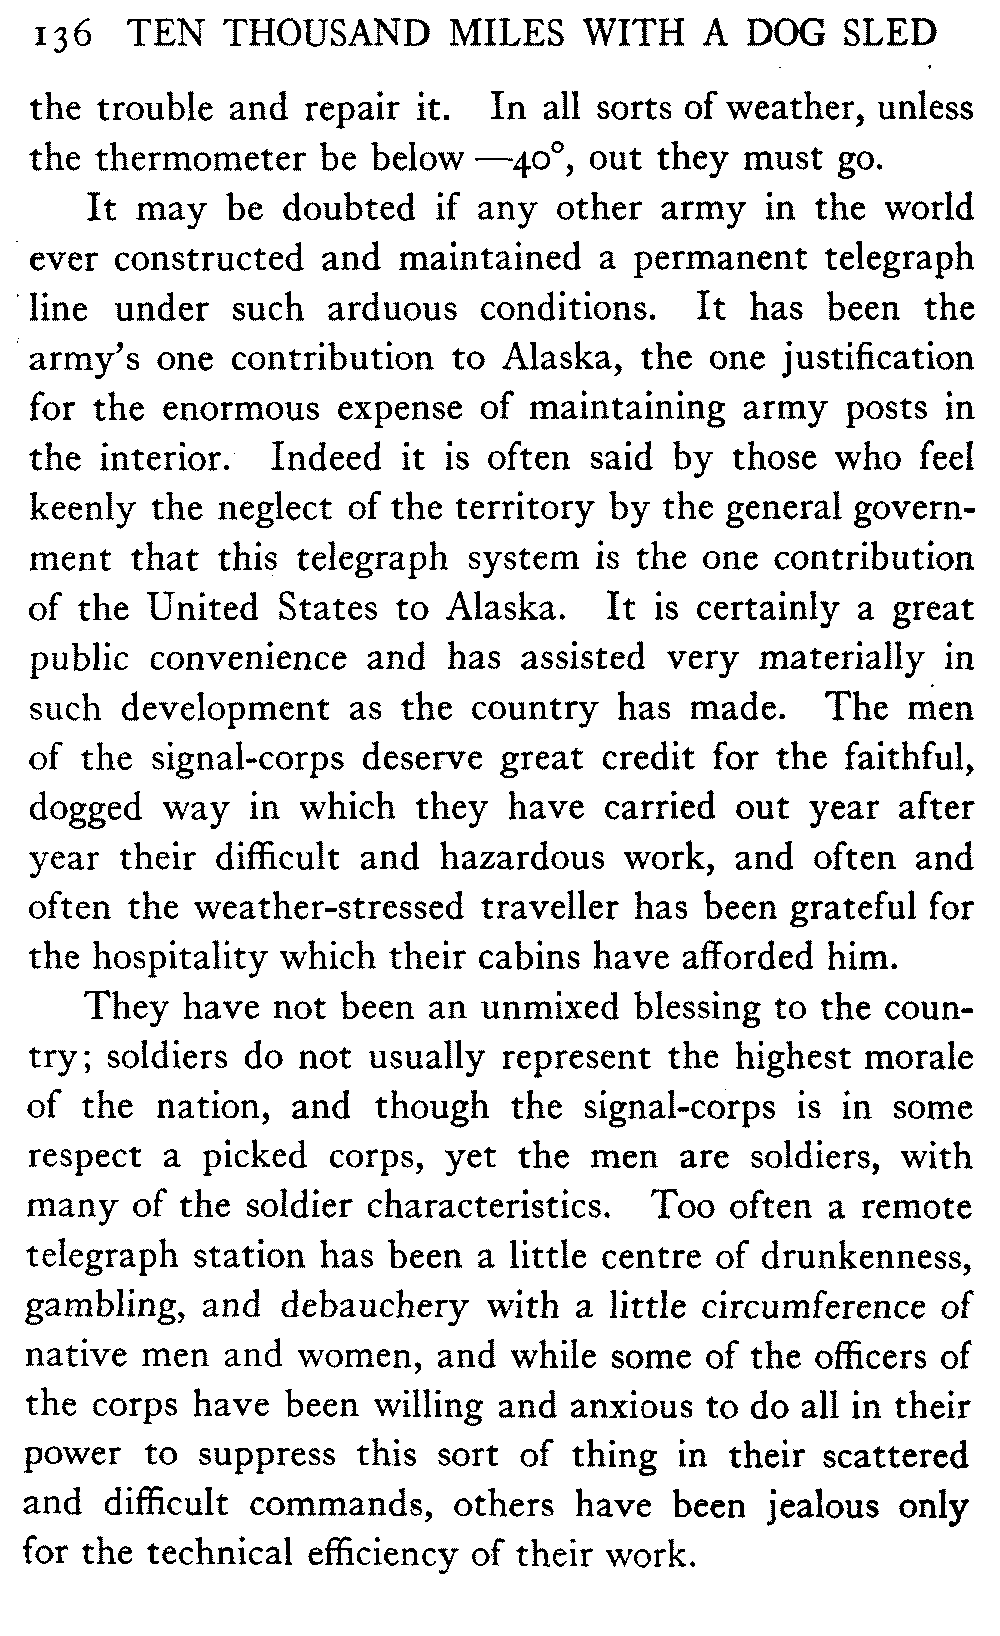 136 TEN THOUSAND MILES WITH A DOG SLED
the trouble and repair it. In all sorts of weather, unless
the thermometer be below —40°, out they must go.
It may be doubted if any other army in the world
ever constructed and maintained a permanent telegraph
line under such arduous conditions. It has been the
army's one contribution to Alaska, the one justification
for the enormous expense of maintaining army posts in
the interior. Indeed it is often said by those who feel
keenly the neglect of the territory by the general govern-
ment that this telegraph system is the one contribution
of the United States to Alaska. It is certainly a great
public convenience and has assisted very materially in
such development as the country has made. The men
of the signal-corps deserve great credit for the faithful,
dogged way in which they have carried out year after
year their difficult and hazardous work, and often and
often the weather-stressed traveller has been grateful for
the hospitality which their cabins have afforded him.
They have not been an unmixed blessing to the coun-
try; soldiers do not usually represent the highest morale
of the nation, and though the signal-corps is in some
respect a picked corps, yet the men are soldiers, with
many of the soldier characteristics. Too often a remote
telegraph station has been a little centre of drunkenness,
gambling, and debauchery with a little circumference of
native men and women, and while some of the officers of
the corps have been willing and anxious to do all in their
power to suppress this sort of thing in their scattered
and difficult commands, others have been jealous only
for the technical efficiency of their work.